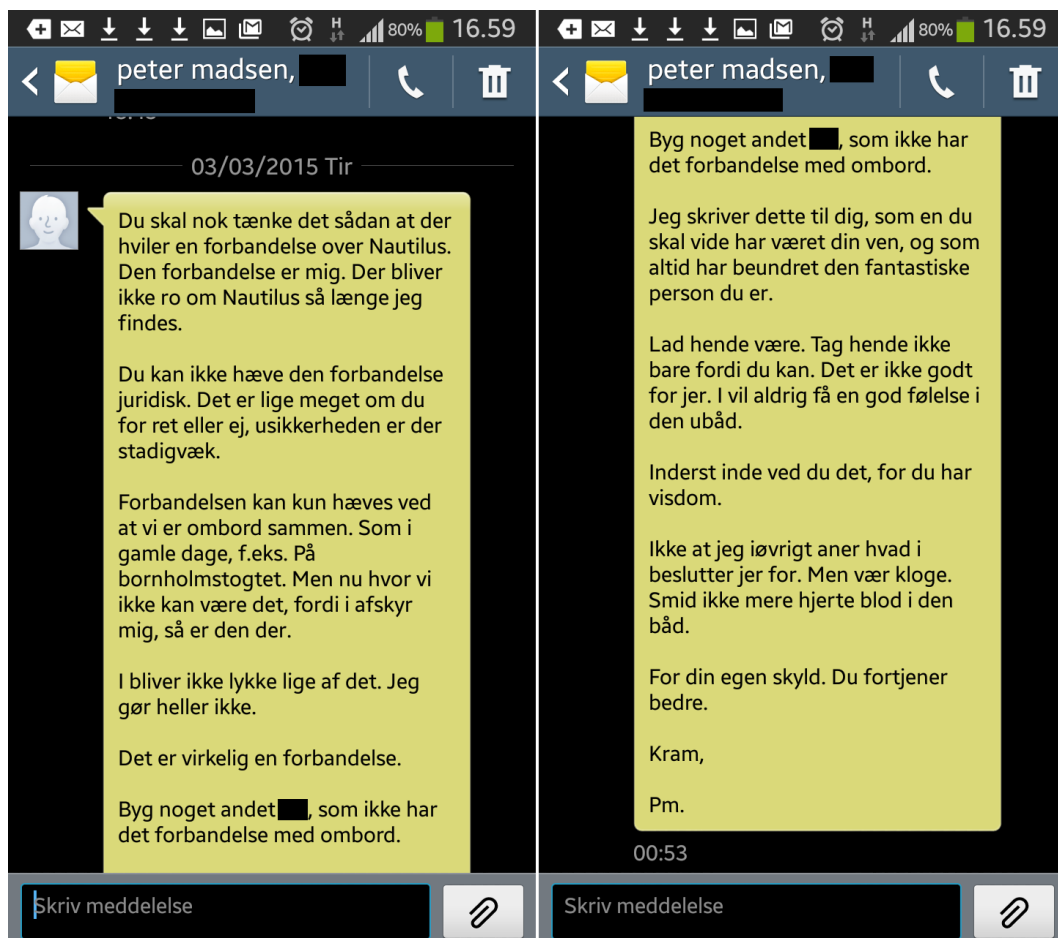 80% 16.59
peter madsen,
03/03/2015 Tir
Du skal nok tænke det sådan at der
hviler en forbandelse over Nautilus.
Den forbandelse er mig. Der bliver
ikke ro om Nautilus så længe jeg
findes.
Du kan ikke hæve den forbandelse
juridisk. Det er lige meget om du
for ret eller ej, usikkerheden er der
stadigvæk.
Forbandelsen kan kun hæves ved
at vi er ombord sammen. Som i
gamle dage, f.eks. På
bornholmstogtet. Men nu hvor vi
ikke kan være det, fordi i afskyr
mig, så er den der.
I bliver ikke lykke lige af det. Jeg
gør heller ikke.
Det er virkelig en forbandelse.
Byg noget andet , som ikke har
det forbandelse med ombord.
Skriv meddelelse
H 80% 16.59
peter madsen,
Byg noget andet , som ikke har
det forbandelse med ombord.
Jeg skriver dette til dig, som en du
skal vide har været din ven, og som
altid har beundret den fantastiske
person du er.
Lad hende være. Tag hende ikke
bare fordi du kan. Det er ikke godt
for jer. I vil aldrig få en god følelse i
den ubåd.
Inderst inde ved du det, for du har
visdom.
Ikke at jeg iøvrigt aner hvad i
beslutter jer for. Men vær kloge.
Smid ikke mere hjerte blod i den
båd.
For din egen skyld. Du fortjener
bedre.
Kram,
Pm.
00:53
Skriv meddelelse